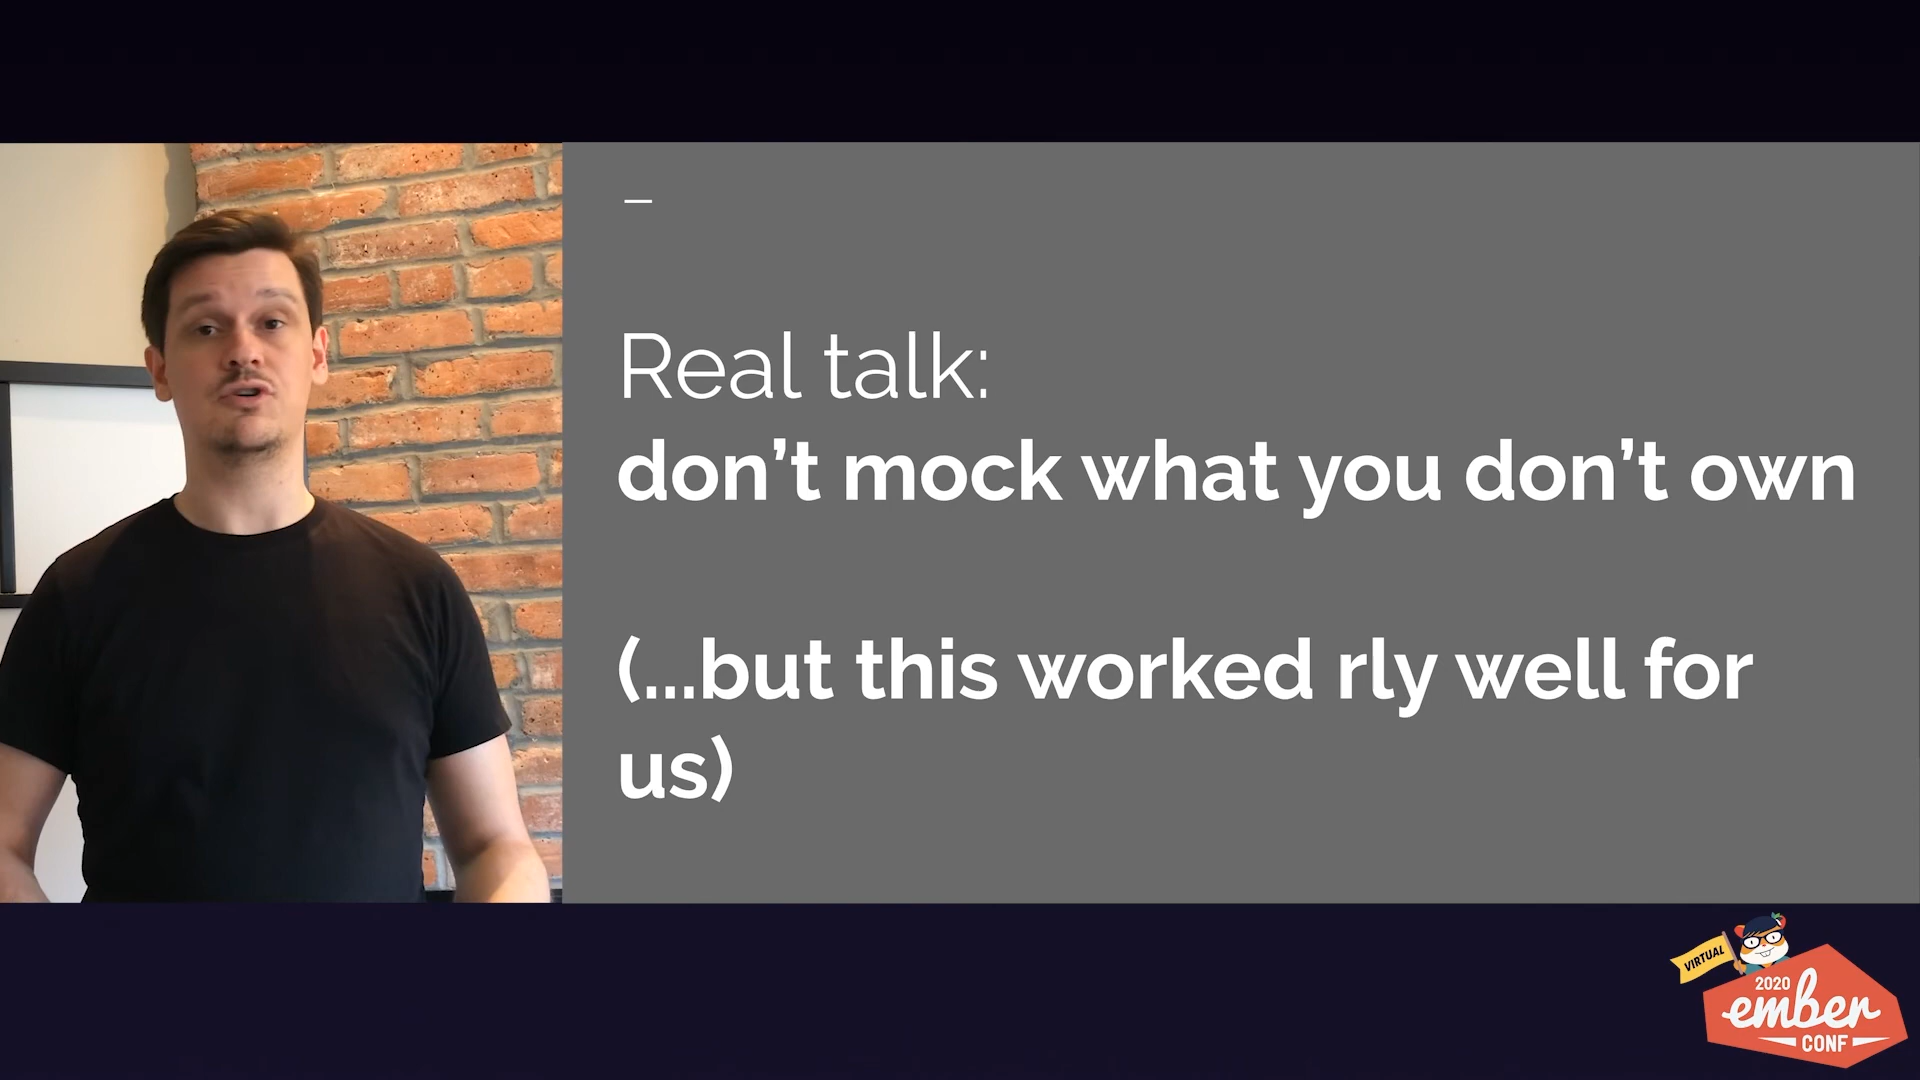 Real talk:
don’t mock what you don’t own
(...but this worked rly well for
us)
VIRTUAL
2020
ember
CONF